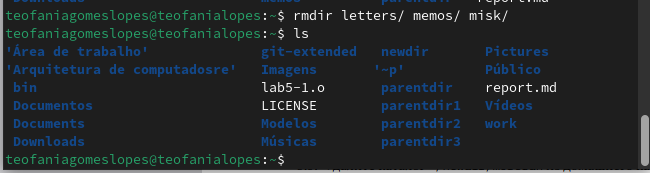 teofaniagomeslopes@teofanialopes:~$ rmdir letters/ memos/ misk/
teofaniagomeslopes@teofanialopes:~$ ls
'Área de trabalho' git-extended newdir Pictures
'Arquitetura de computadosre' Imagens '-p' Público
bin lab5-1.o parentdir report.md
Documentos LICENSE parentdir1 Vídeos
Documents Modelos parentdir2 work
Downloads Músicas parentdir3
teofaniagomeslopes@teofanialopes:~$